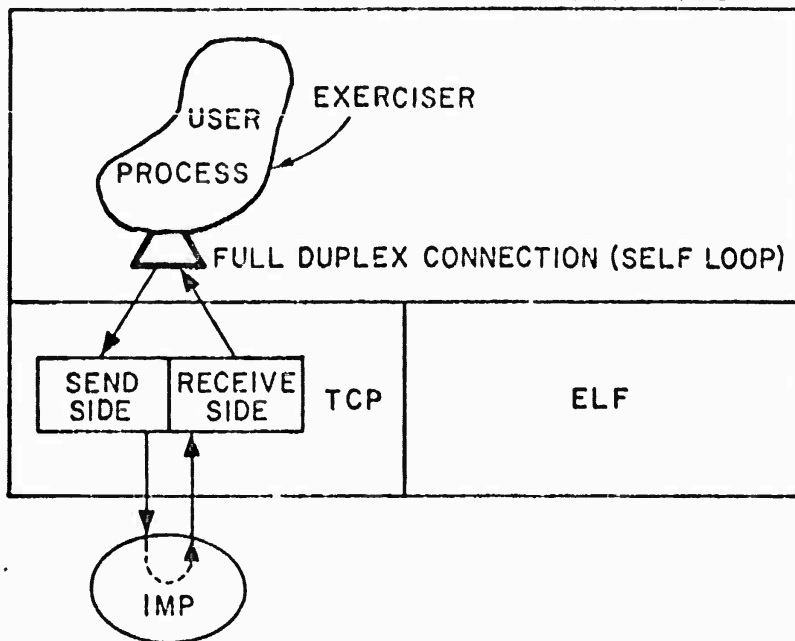 EXERCISER
USER
PROCESS
FULL DUPLEX CONNECTION (SELF LOOP)
SEND
SIDE
RECEIVE
SIDE
TCP
ELF
IMP